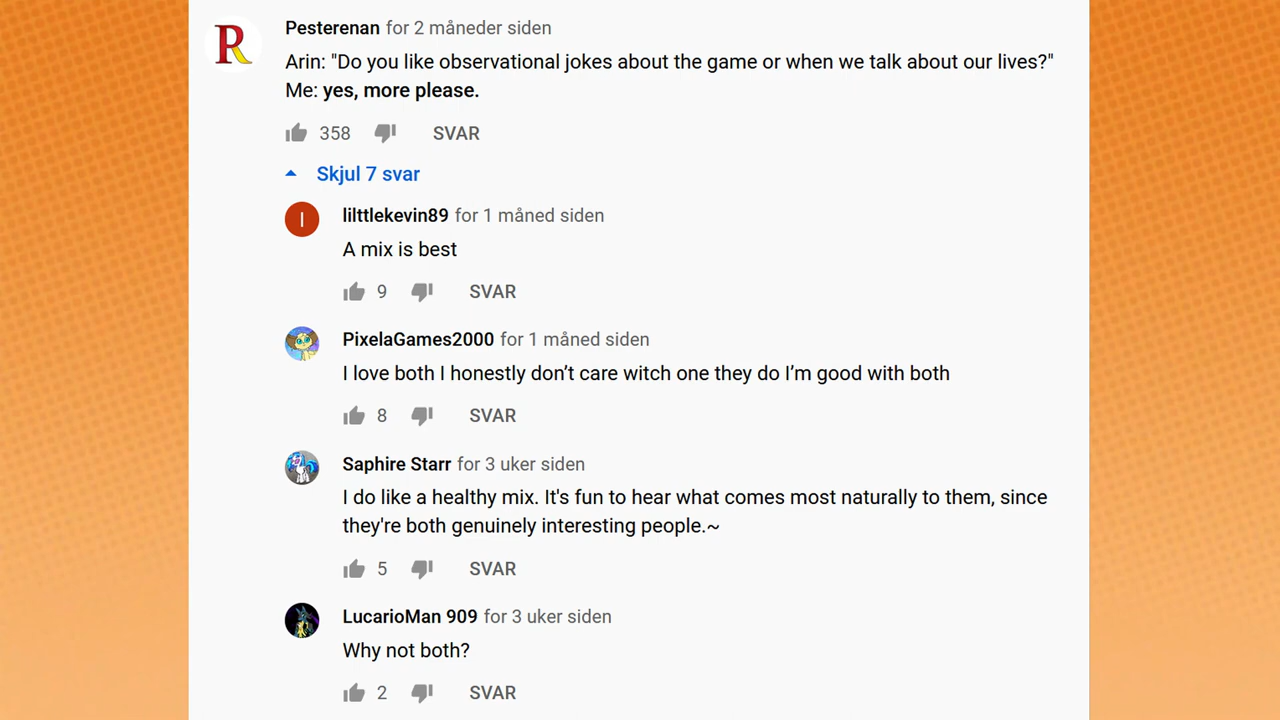 R
Pesterenan for 2 måneder siden
Arin: "Do you like observational jokes about the game or when we talk about our lives?"
Me: yes, more please.
358 SVAR
Skjul 7 svar
I
lilttlekevin89 for 1 måned siden
A mix is best
9 SVAR
PixelaGames2000 for 1 måned siden
I love both I honestly don’t care witch one they do I’m good with both
8 SVAR
Saphire Starr for 3 uker siden
I do like a healthy mix. It's fun to hear what comes most naturally to them, since
they're both genuinely interesting people.~
5 SVAR
LucarioMan 909 for 3 uker siden
Why not both?
2 SVAR